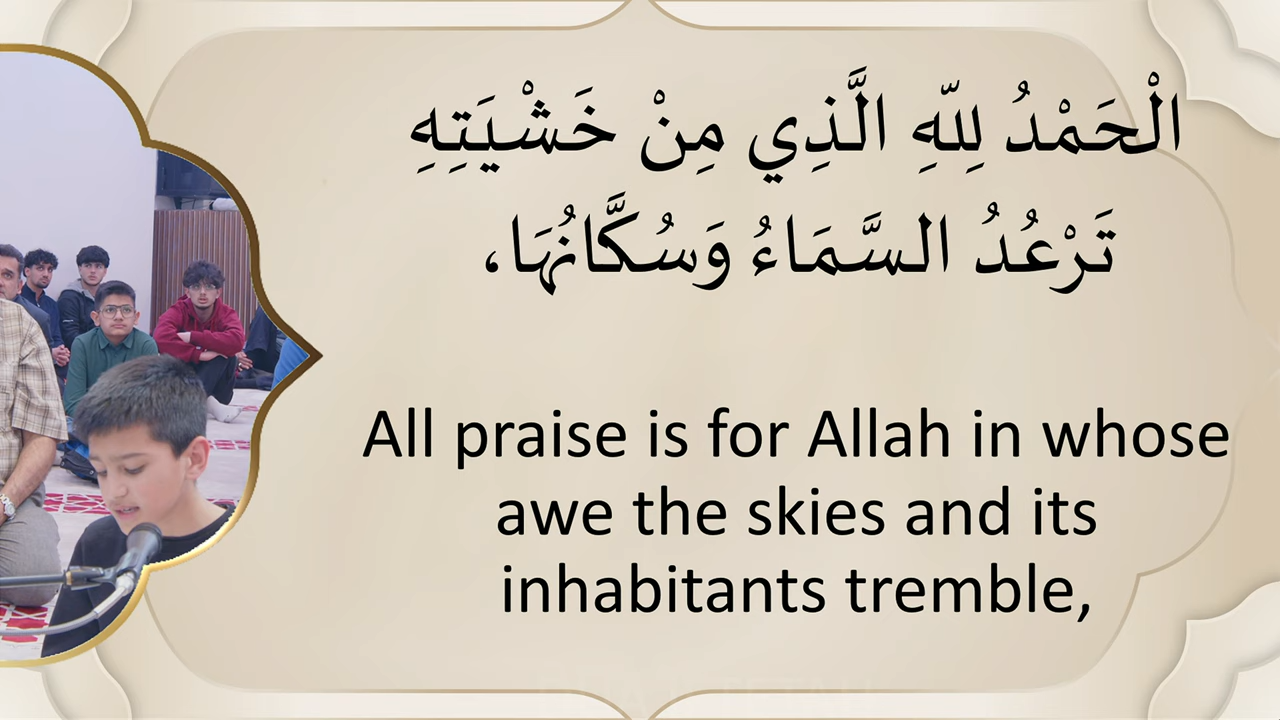 الْحَمْدُ لِلّهِ الَّذِي مِنْ خَشْيَتِهِ
تَرْعُدُ السَّمَاءُ وَسُكَّانُهَا،
All praise is for Allah in whose
awe the skies and its
inhabitants tremble,